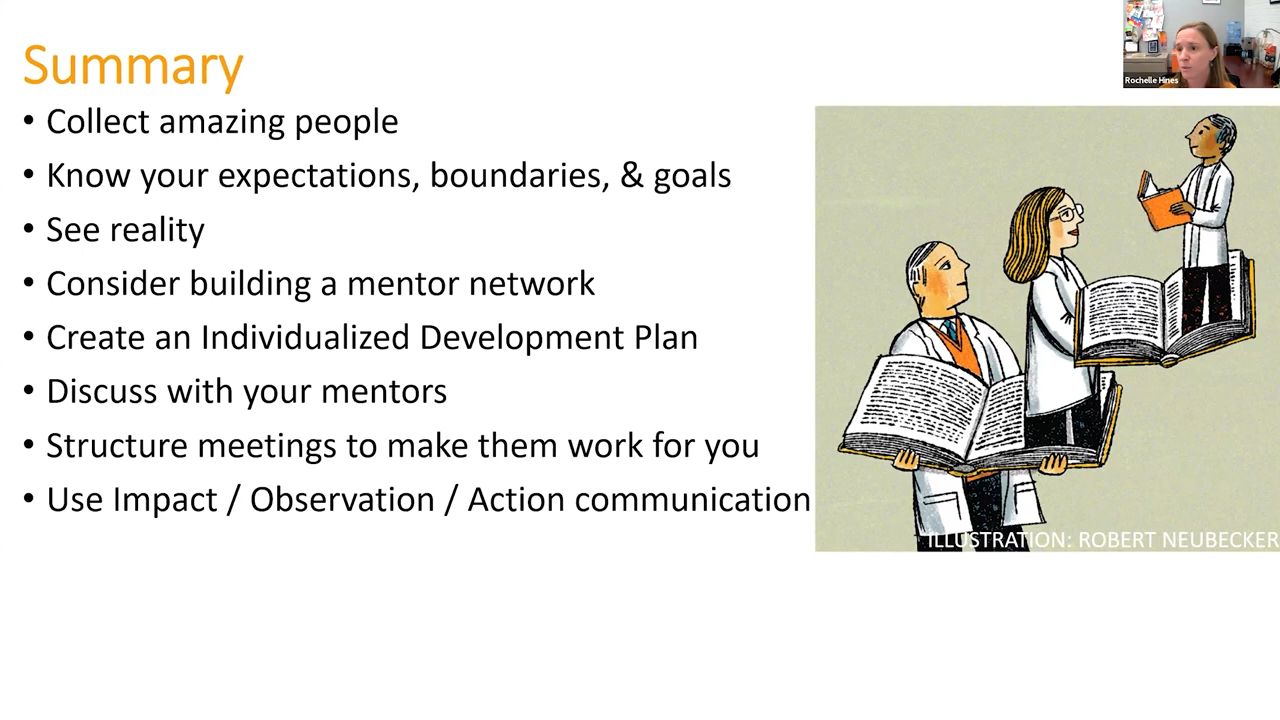 Summary
• Collect amazing people
• Know your expectations, boundaries, & goals
• See reality
• Consider building a mentor network
• Create an Individualized Development Plan
• Discuss with your mentors
• Structure meetings to make them work for you
• Use Impact / Observation / Action communication
Rochelle Hines
ILLUSTRATION: ROBERT NEUBECKER